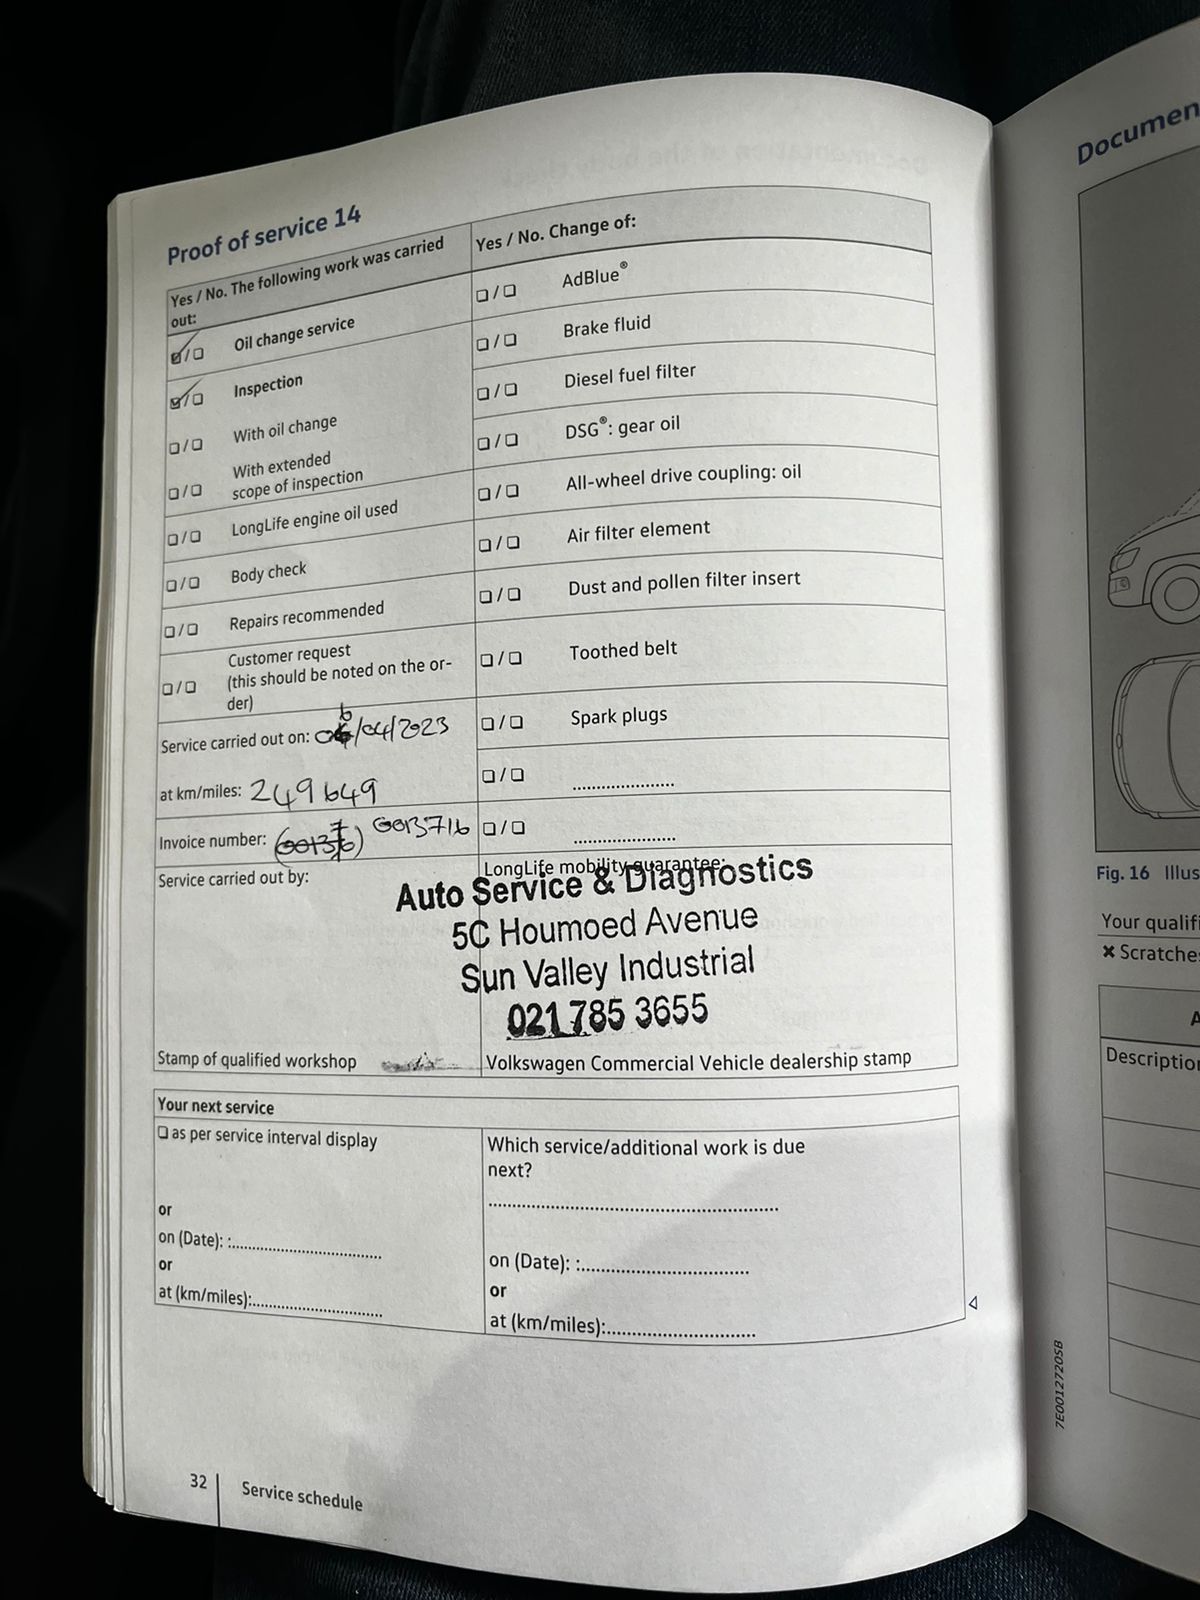 Proof of service 14
Yes / No. The following work was carried
out:
☑/❑ Oil change service
☑/❑ Inspection
❑/❑ With oil change
❑/❑ With extended
scope of inspection
❑/❑ LongLife engine oil used
❑/❑ Body check
❑/❑ Repairs recommended
❑/❑ Customer request
(this should be noted on the or-
der)
Service carried out on: 06/04/2023
at km/miles: 249649
Invoice number: G013716
Service carried out by:
Stamp of qualified workshop
Yes / No. Change of:
❑/❑ AdBlue®
❑/❑ Brake fluid
❑/❑ Diesel fuel filter
❑/❑ DSG®: gear oil
❑/❑ All-wheel drive coupling: oil
❑/❑ Air filter element
❑/❑ Dust and pollen filter insert
❑/❑ Toothed belt
❑/❑ Spark plugs
❑/❑ ....................
❑/❑ ....................
LongLife mobility guarantee:
Auto Service & Diagnostics
5C Houmoed Avenue
Sun Valley Industrial
021 785 3655
Volkswagen Commercial Vehicle dealership stamp
Your next service
❑ as per service interval display
or
on (Date): :..............................
or
at (km/miles):..........................
Which service/additional work is due
next?
..........................................................
on (Date): :..................................
or
at (km/miles):..............................
32
Service schedule
Documen
Fig. 16 Illus
Your qualifi
✖ Scratche
A
Description
7E0012720SB